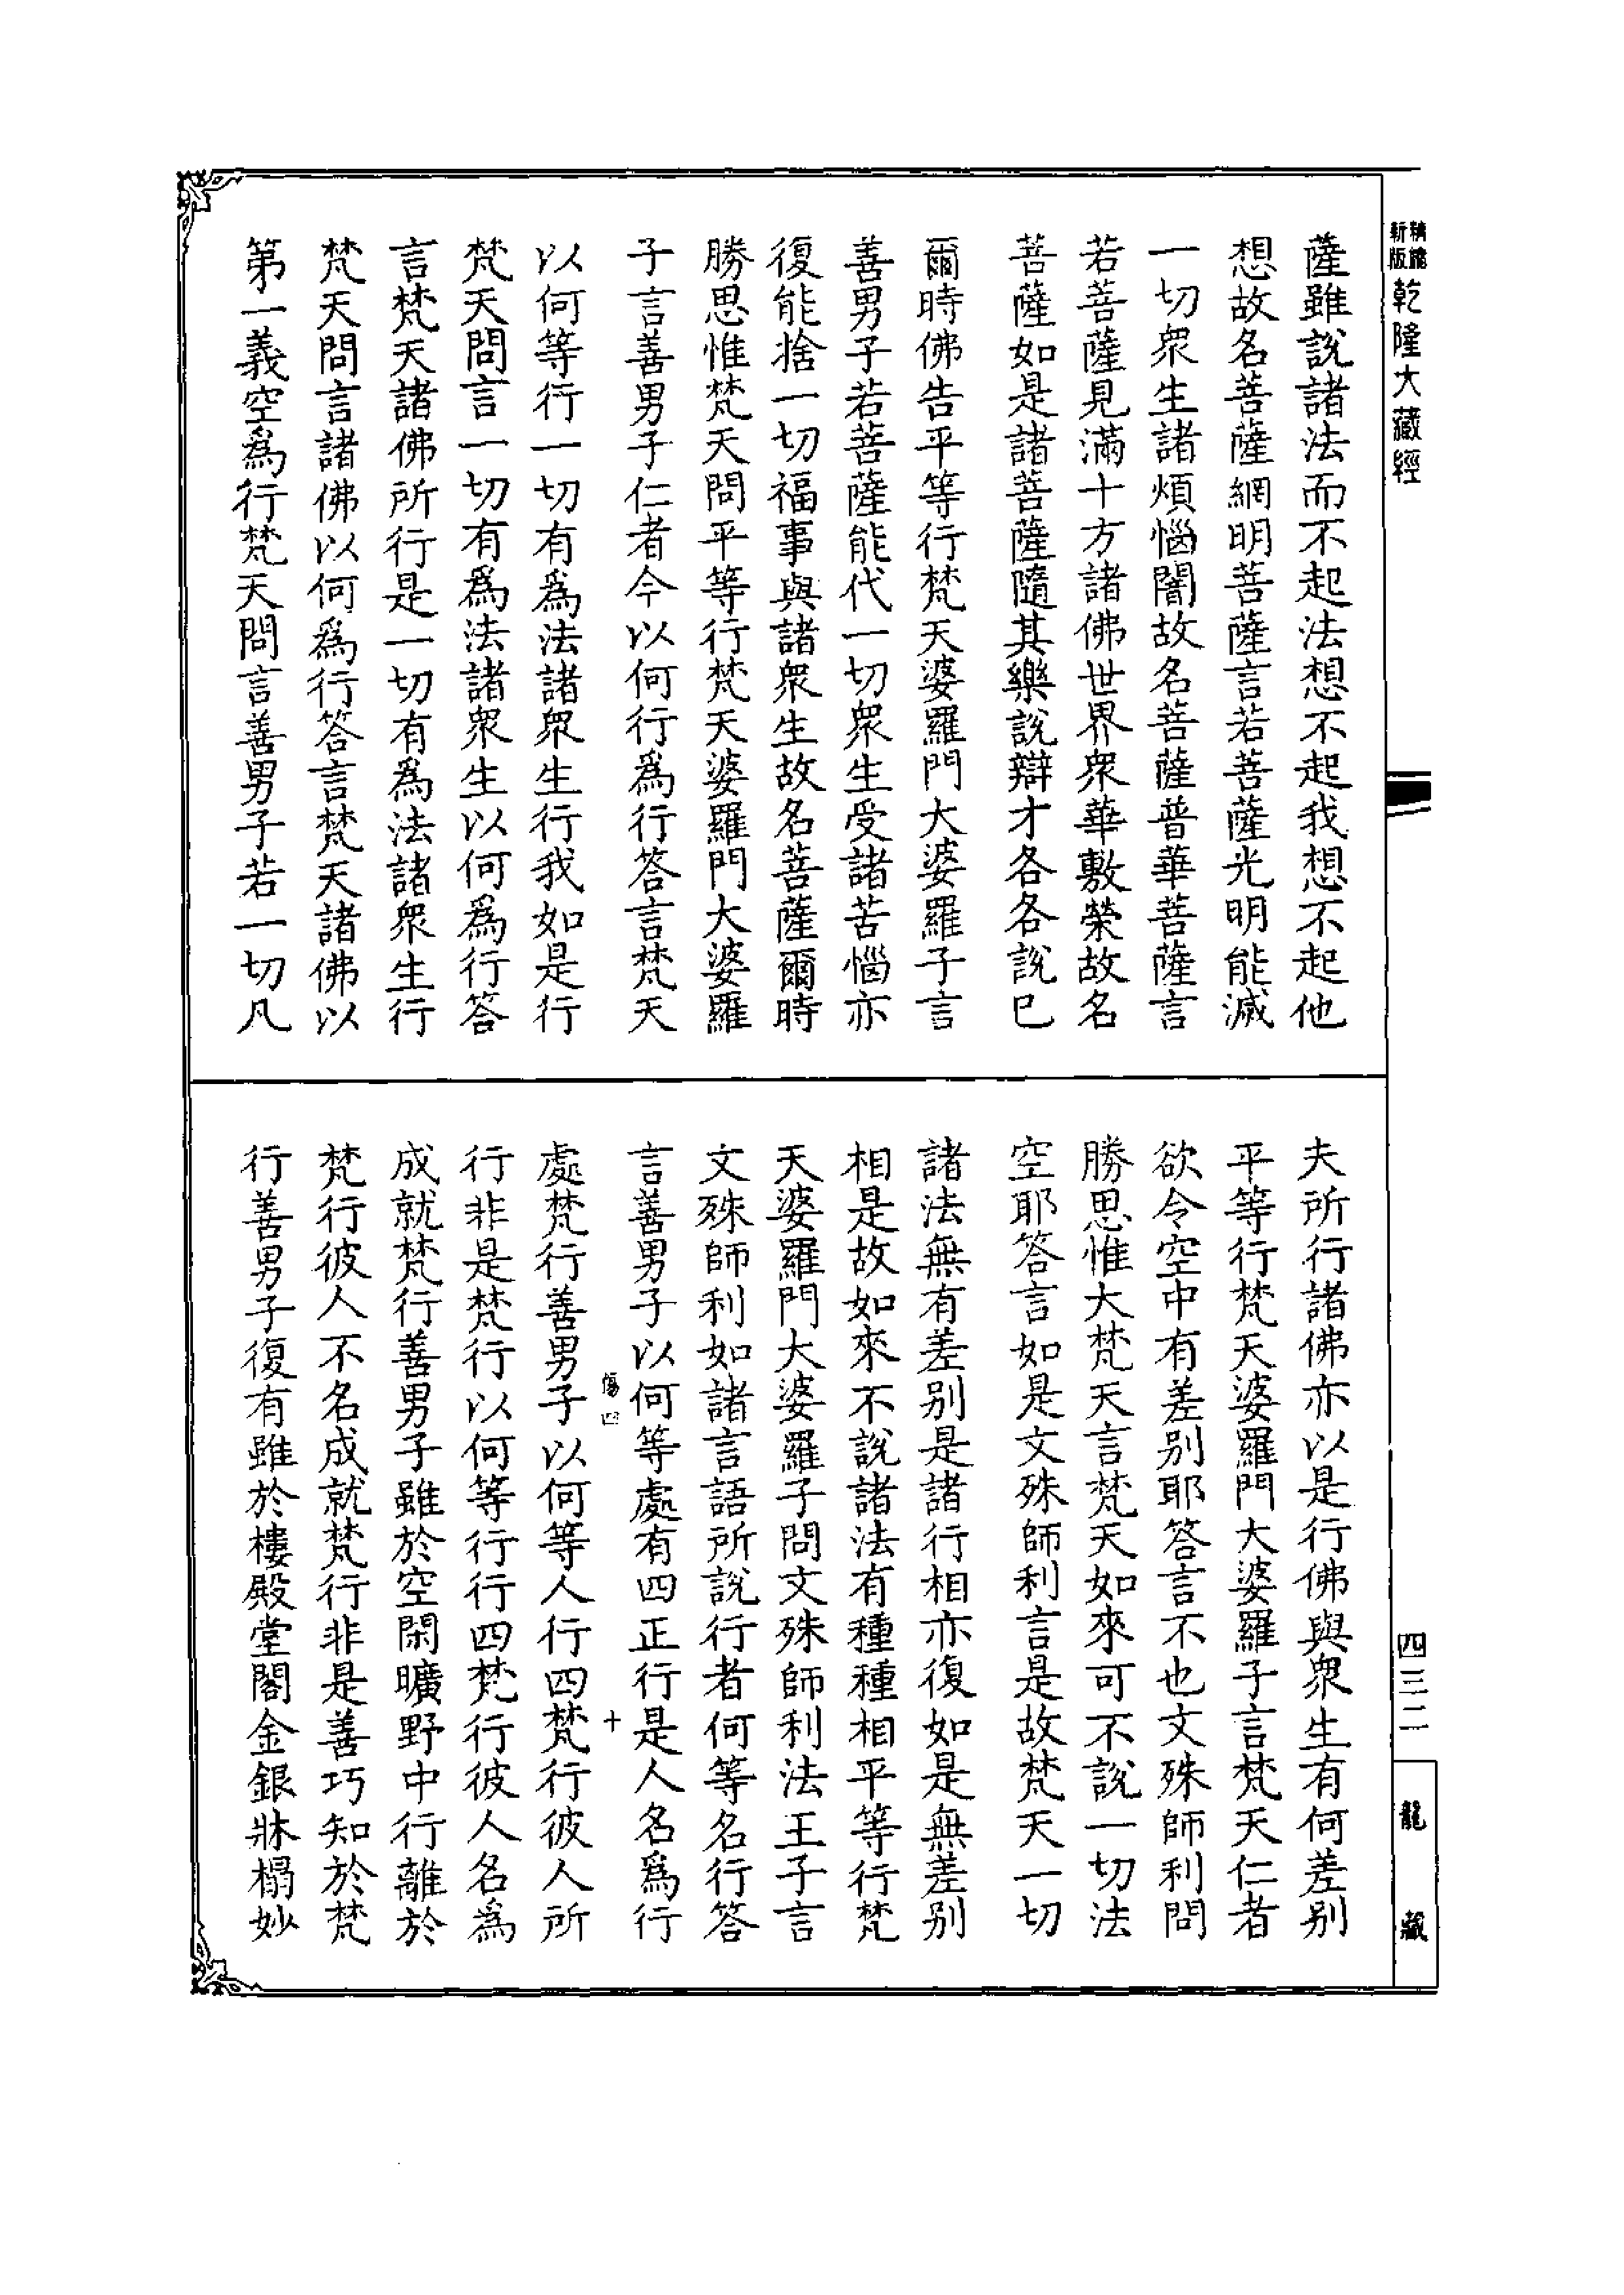 精龍
新版
乾隆大藏經
薩雖說諸法而不起法想不起我想不起他
想故名菩薩網明菩薩言若菩薩光明能滅
一切衆生諸煩惱闇故名菩薩普華菩薩言
若菩薩見滿十方諸佛世界衆華敷榮故名
菩薩如是諸菩薩隨其樂說辯才各各說已
爾時佛告平等行梵天婆羅門大婆羅子言
善男子若菩薩能代一切衆生受諸苦惱亦
復能捨一切福事與諸衆生故名菩薩爾時
勝思惟梵天問平等行梵天婆羅門大婆羅
子言善男子仁者今以何行爲行答言梵天
以何等行一切有爲法諸衆生行我如是行
梵天問言一切有爲法諸衆生以何爲行答
言梵天諸佛所行是一切有爲法諸衆生行
梵天問言諸佛以何爲行答言梵天諸佛以
第一義空爲行梵天問言善男子若一切凡
夫所行諸佛亦以是行佛與衆生有何差别
平等行梵天婆羅門大婆羅子言梵天仁者
欲令空中有差别耶答言不也文殊師利問
勝思惟大梵天言梵天如來可不說一切法
空耶答言如是文殊師利言是故梵天一切
諸法無有差别是諸行相亦復如是無差别
相是故如來不說諸法有種種相平等行梵
天婆羅門大婆羅子問文殊師利法王子言
文殊師利如諸言語所說行者何等名行答
言善男子以何等處有四正行是人名爲行
傷四
十
處梵行善男子以何等人行四梵行彼人所
行非是梵行以何等行行四梵行彼人名爲
成就梵行善男子雖於空閑曠野中行離於
梵行彼人不名成就梵行非是善巧知於梵
行善男子復有雖於樓殿堂閣金銀牀榻妙
四三二
龍藏